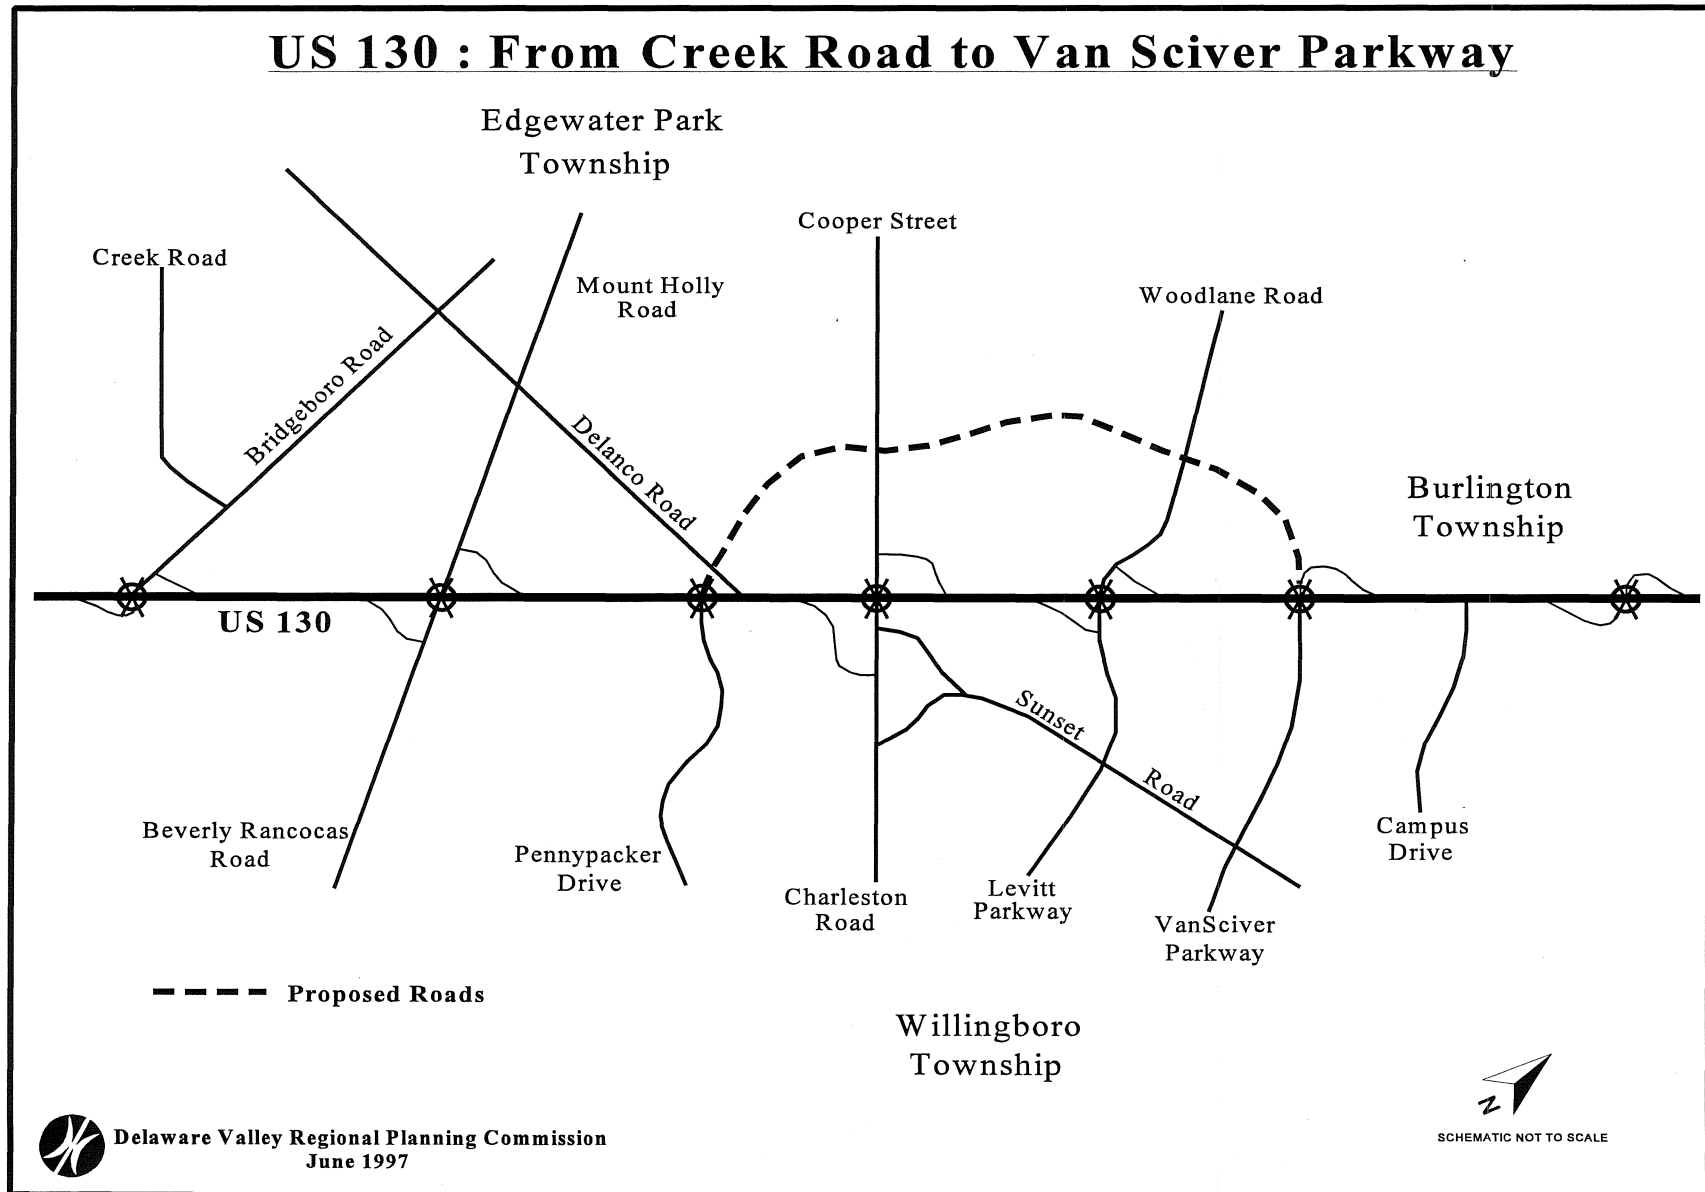 US 130 : From Creek Road to Van Sciver Parkway
Edgewater Park
Township
Cooper Street
Creek Road
Mount Holly
Road
Woodlane Road
Bridgeboro Road
Delanco Road
Burlington
Township
US 130
Sunset
Road
Beverly Rancocas
Road
Pennypacker
Drive
Charleston
Road
Levitt
Parkway
VanSciver
Parkway
Campus
Drive
Proposed Roads
Willingboro
Township
N
SCHEMATIC NOT TO SCALE
Delaware Valley Regional Planning Commission
June 1997